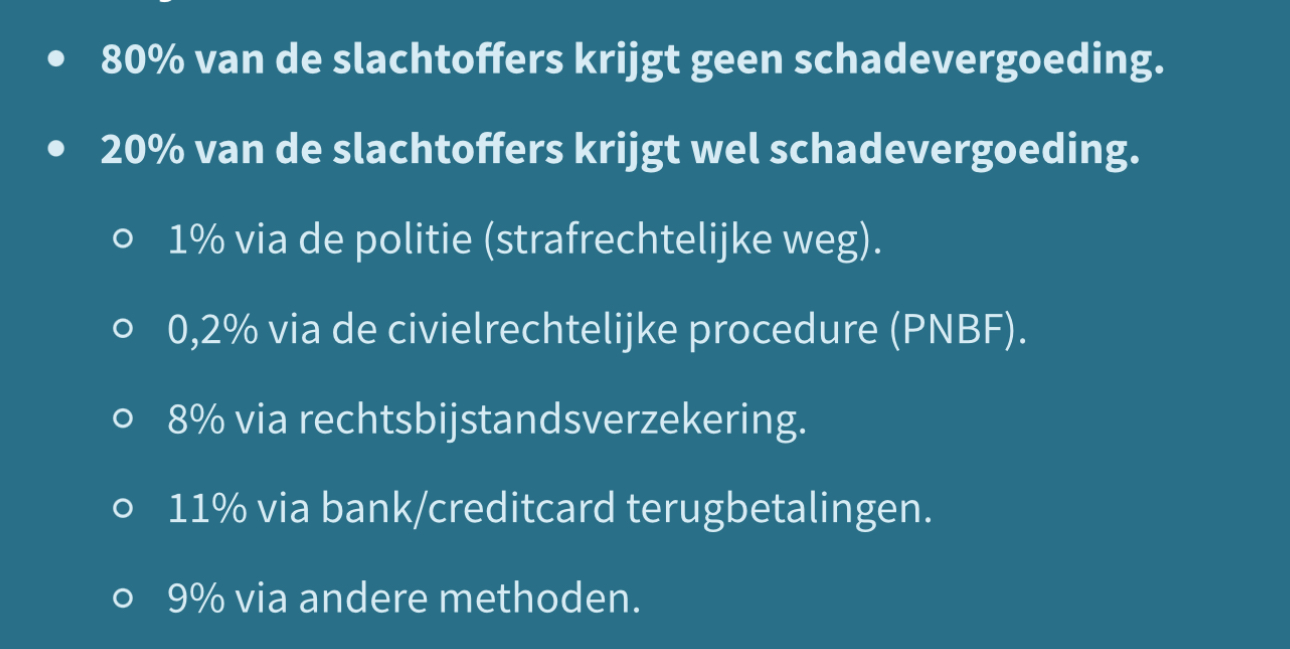 • 80% van de slachtoffers krijgt geen schadevergoeding.
• 20% van de slachtoffers krijgt wel schadevergoeding.
○ 1% via de politie (strafrechtelijke weg).
○ 0,2% via de civielrechtelijke procedure (PNBF).
○ 8% via rechtsbijstandsverzekering.
○ 11% via bank/creditcard terugbetalingen.
○ 9% via andere methoden.